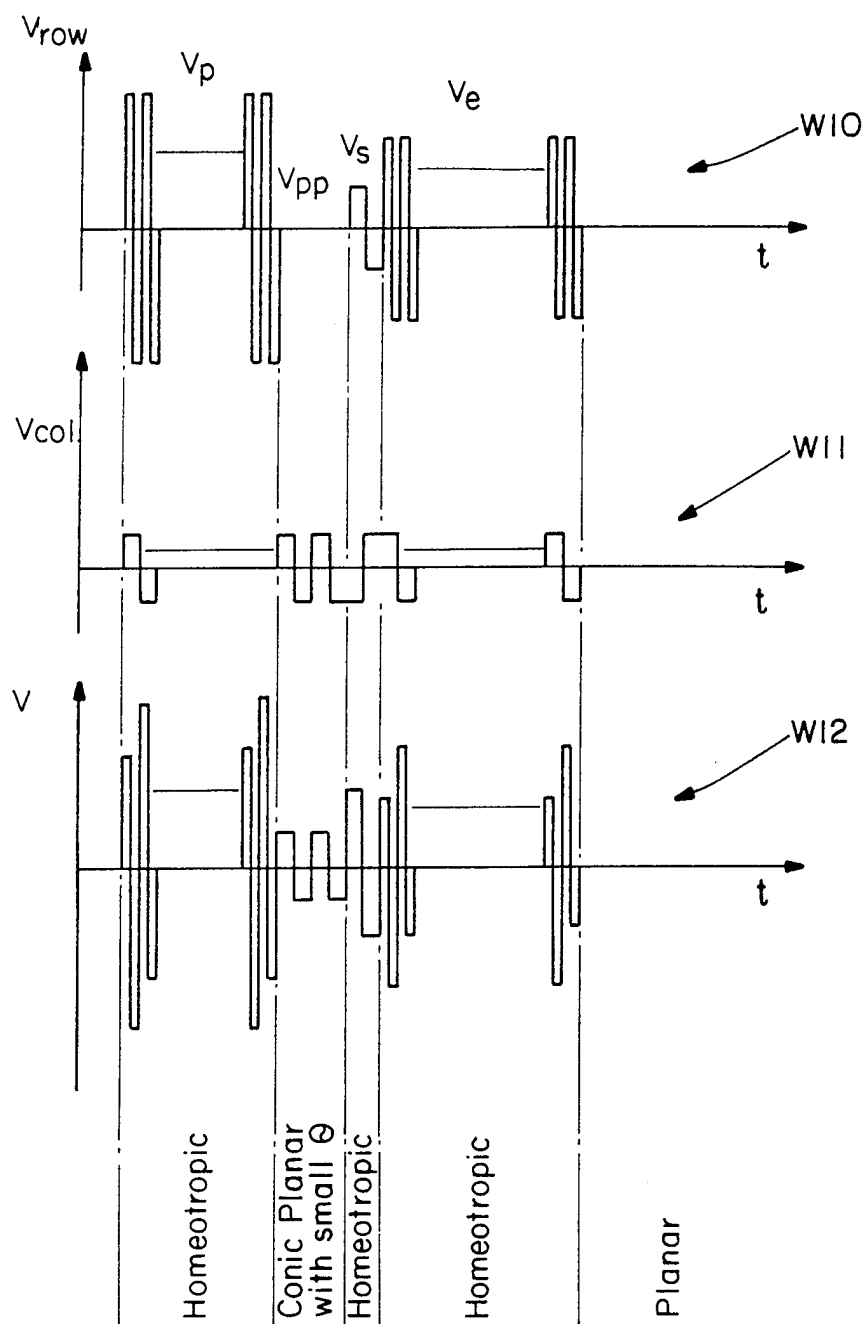 Vrow
Vp
Vpp
Vs
Ve
W10
t
Vcol.
W11
t
V
W12
t
Homeotropic
Conic Planar
with small Θ
Homeotropic
Homeotropic
Planar